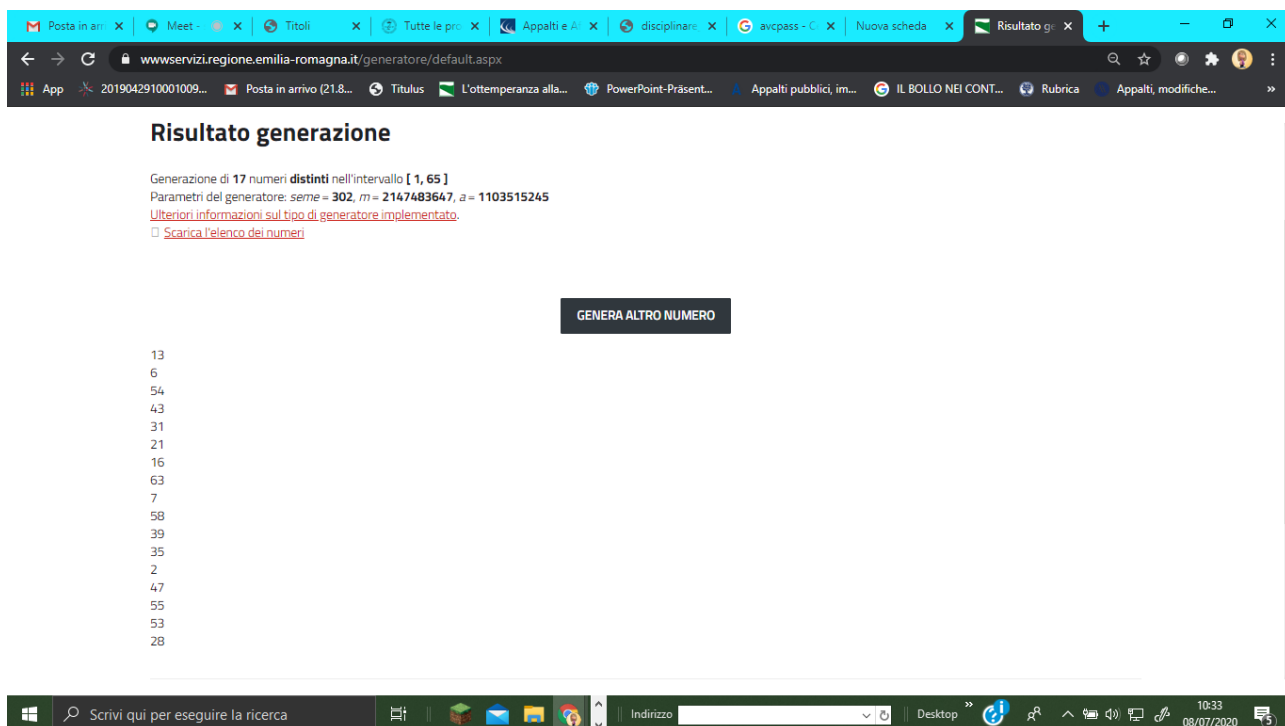 Posta in arr
Meet -
Titoli
Tutte le pro
Appalti e A
disciplinare
avcpass - C
Nuova scheda
Risultato ge
wwwservizi.regione.emilia-romagna.it/generatore/default.aspx
App
2019042910001009...
Posta in arrivo (21.8...
Titulus
L'ottemperanza alla...
PowerPoint-Präsent...
Appalti pubblici, im...
IL BOLLO NEI CONT...
Rubrica
Appalti, modifiche...
»
Risultato generazione
Generazione di 17 numeri distinti nell'intervallo [ 1, 65 ]
Parametri del generatore: seme = 302, m = 2147483647, a = 1103515245
Ulteriori informazioni sul tipo di generatore implementato.
Scarica l'elenco dei numeri
GENERA ALTRO NUMERO
13
6
54
43
31
21
16
63
7
58
39
35
2
47
55
53
28
Scrivi qui per eseguire la ricerca
Indirizzo
Desktop »
10:33
08/07/2020